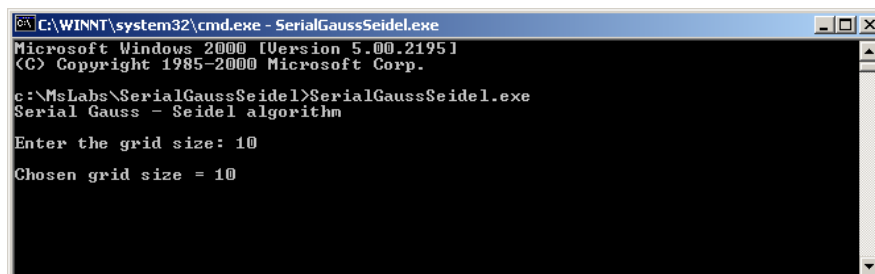 C:\WINNT\system32\cmd.exe - SerialGaussSeidel.exe
Microsoft Windows 2000 [Version 5.00.2195]
(C) Copyright 1985-2000 Microsoft Corp.
c:\MsLabs\SerialGaussSeidel>SerialGaussSeidel.exe
Serial Gauss - Seidel algorithm
Enter the grid size: 10
Chosen grid size = 10